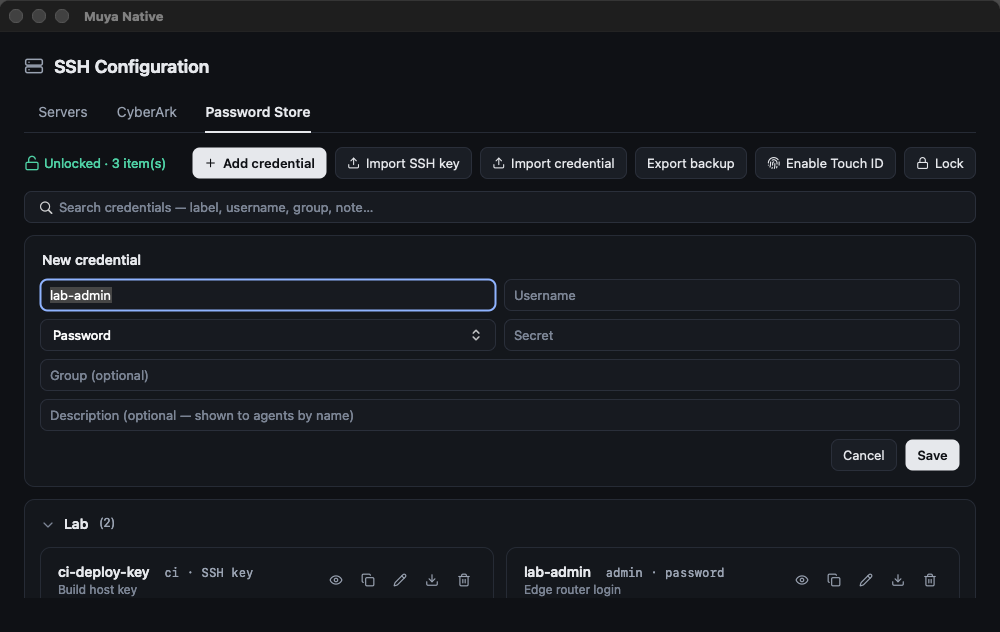 Muya Native
SSH Configuration
Servers CyberArk Password Store
Unlocked · 3 item(s) + Add credential Import SSH key Import credential Export backup Enable Touch ID Lock
Search credentials — label, username, group, note...
New credential
lab-admin Username
Password Secret
Group (optional)
Description (optional — shown to agents by name)
Cancel Save
Lab (2)
ci-deploy-key ci · SSH key lab-admin admin · password
Build host key Edge router login